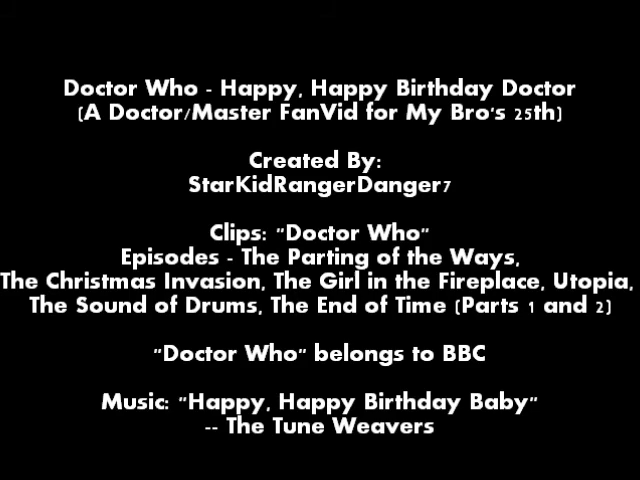 Doctor Who - Happy, Happy Birthday Doctor
(A Doctor/Master FanVid for My Bro's 25th)
Created By:
StarKidRangerDanger7
Clips: "Doctor Who"
Episodes - The Parting of the Ways,
The Christmas Invasion, The Girl in the Fireplace, Utopia,
The Sound of Drums, The End of Time (Parts 1 and 2)
"Doctor Who" belongs to BBC
Music: "Happy, Happy Birthday Baby"
-- The Tune Weavers